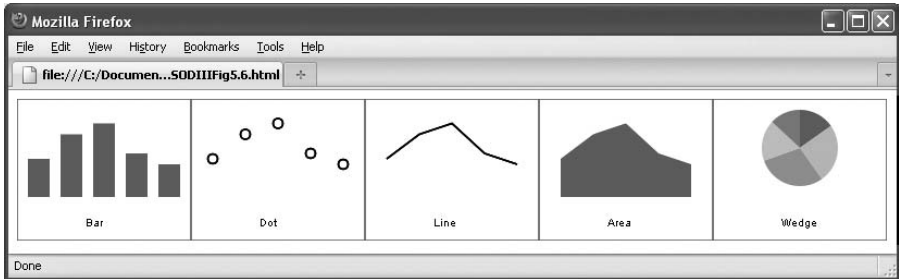 Mozilla Firefox
File Edit View History Bookmarks Tools Help
file:///C:/Documen...SODIIIFig5.6.html
Bar Dot Line Area Wedge
Done